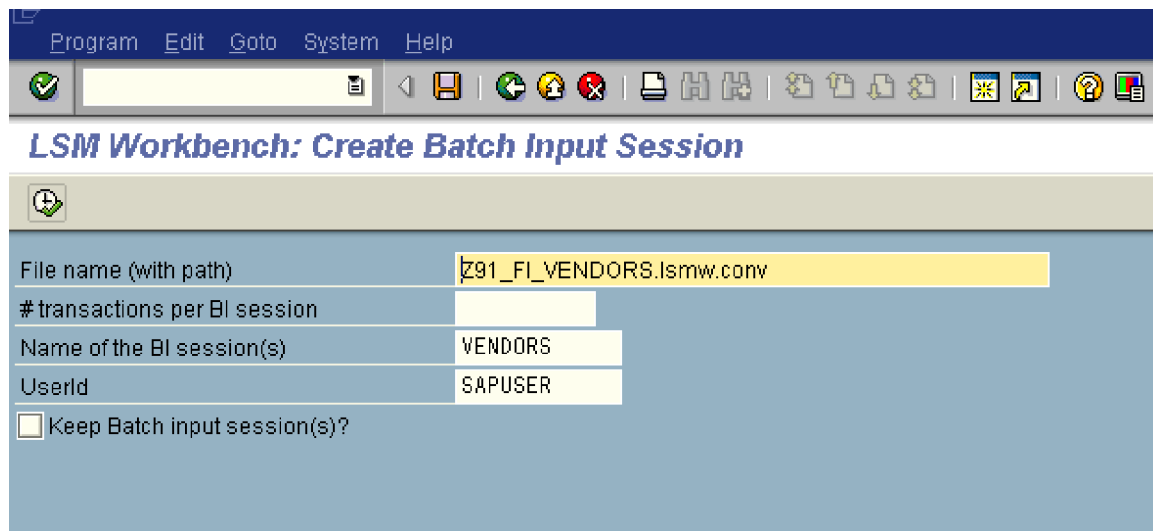 Program Edit Goto System Help
LSM Workbench: Create Batch Input Session
File name (with path) Z91_FI_VENDORS.lsmw.conv
# transactions per BI session
Name of the BI session(s) VENDORS
UserId SAPUSER
Keep Batch input session(s)?